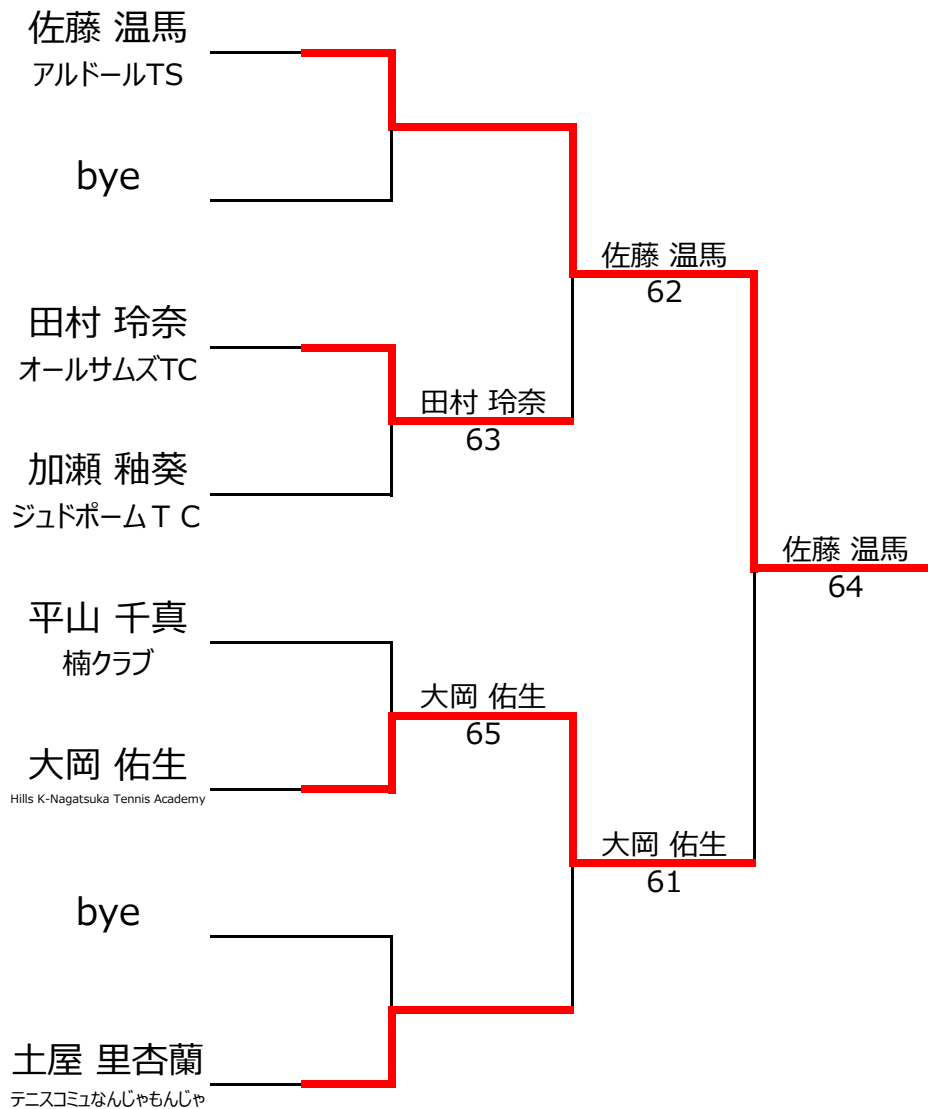 佐藤 温馬
アルドールTS
bye
田村 玲奈
オールサムズTC
加瀬 釉葵
ジュドポームＴＣ
平山 千真
楠クラブ
大岡 佑生
Hills K-Nagatsuka Tennis Academy
bye
土屋 里杏蘭
テニスコミュなんじゃもんじゃ
田村 玲奈
63
大岡 佑生
65
佐藤 温馬
62
大岡 佑生
61
佐藤 温馬
64